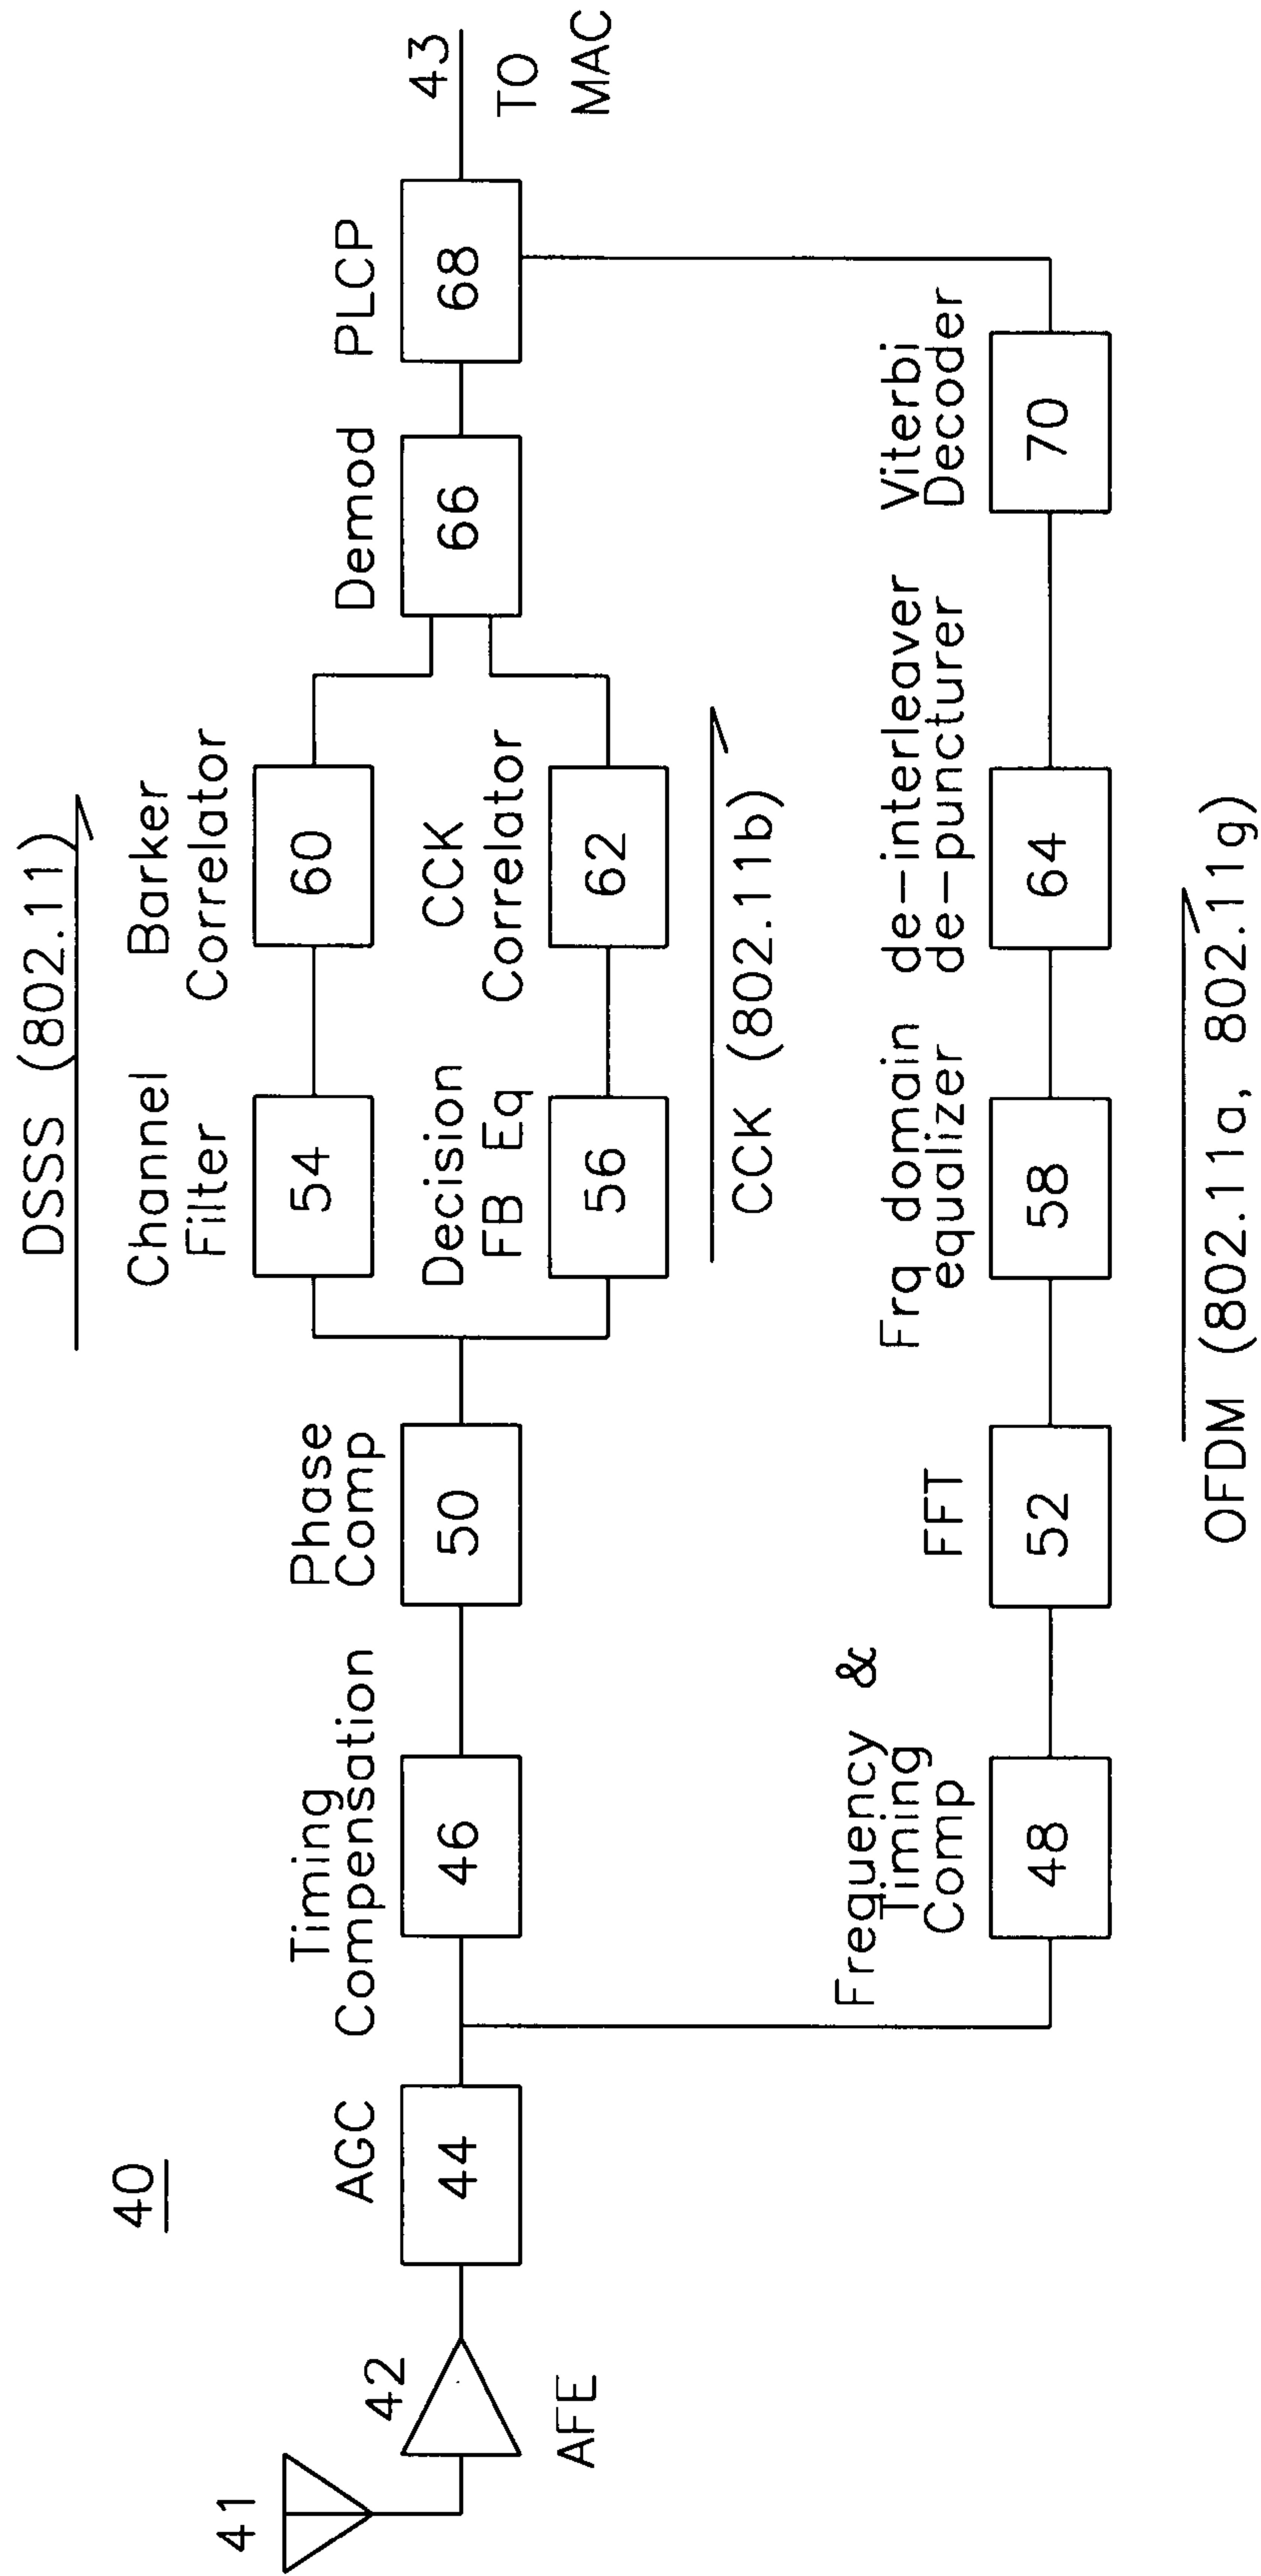 40
41
42
AFE
AGC
44
Timing
Compensation
46
Phase
Comp
50
DSSS (802.11)
Channel
Filter
54
Barker
Correlator
60
Decision
FB Eq
56
CCK
Correlator
62
CCK (802.11b)
Demod
66
PLCP
68
43
TO
MAC
Frequency &
Timing
Comp
48
FFT
52
Frq domain
equalizer
58
de-interleaver
de-puncturer
64
Viterbi
Decoder
70
OFDM (802.11a, 802.11g)